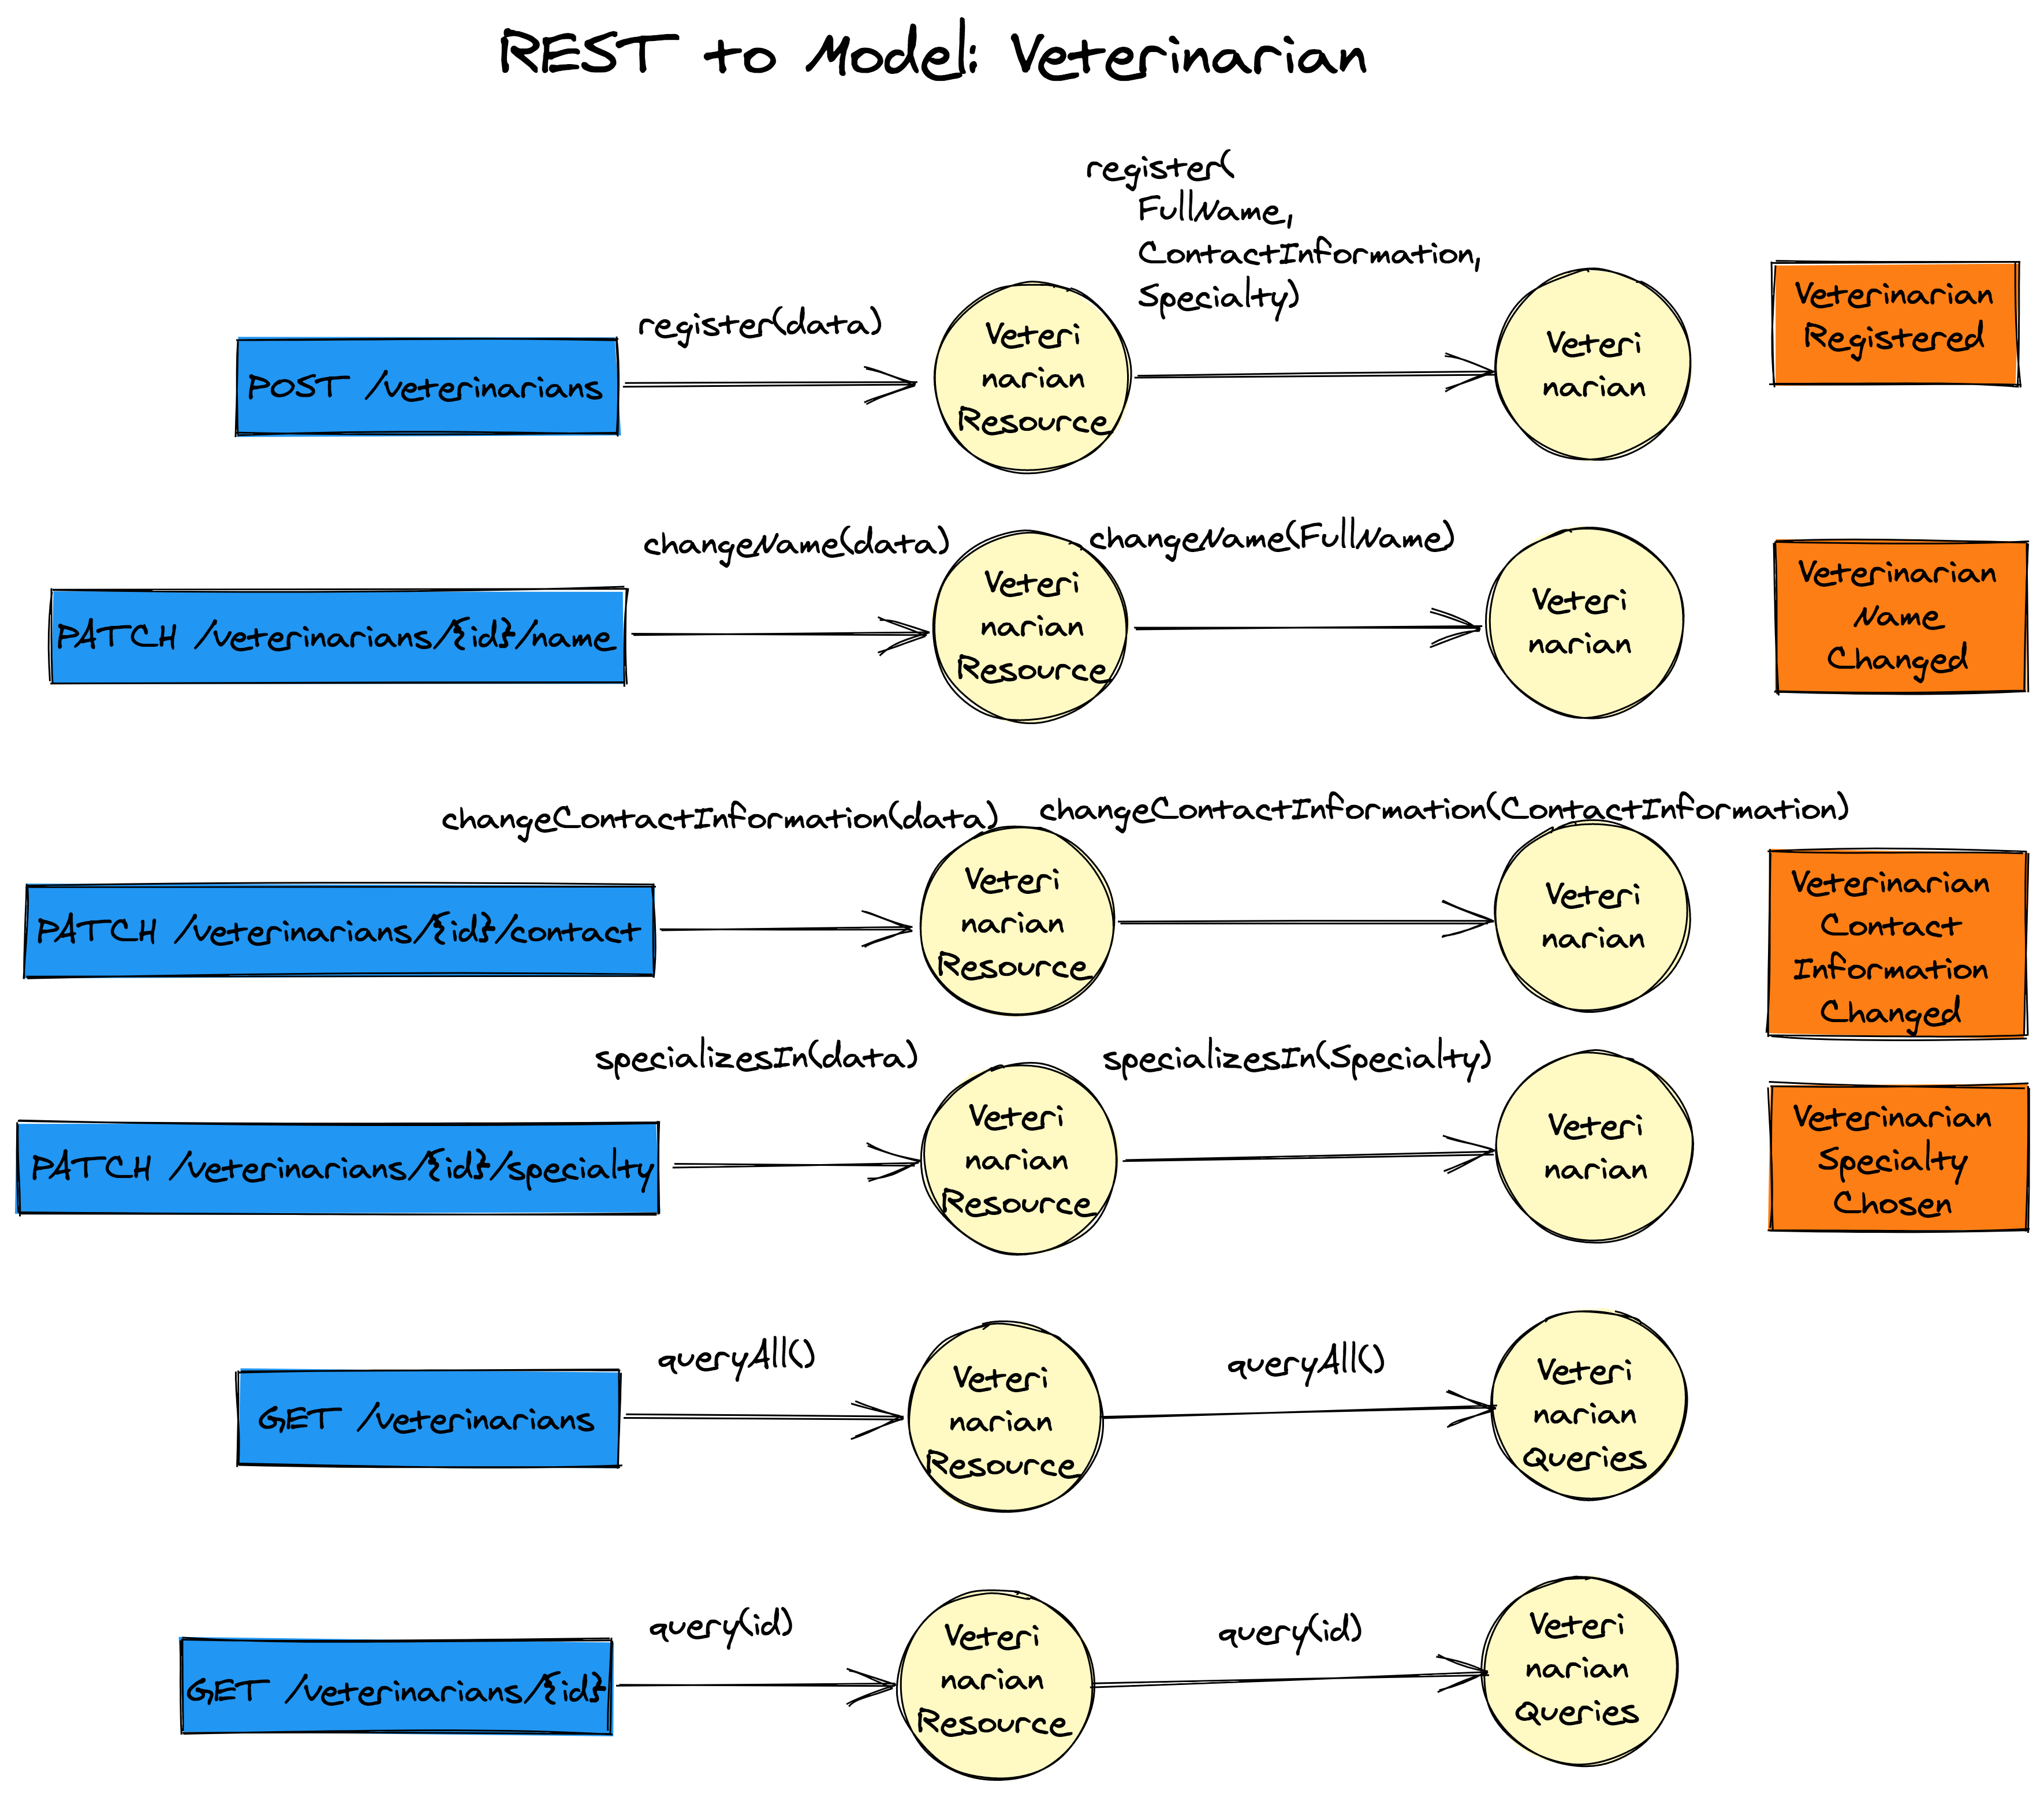 REST to Model: Veterinarian
register(
FullName,
ContactInformation,
Specialty)
register(data)
POST /veterinarians
Veteri
narian
Resource
Veteri
narian
Veterinarian
Registered
changeName(data)
changeName(FullName)
PATCH /veterinarians/{id}/name
Veteri
narian
Resource
Veteri
narian
Veterinarian
Name
Changed
changeContactInformation(data)
changeContactInformation(ContactInformation)
PATCH /veterinarians/{id}/contact
Veteri
narian
Resource
Veteri
narian
Veterinarian
Contact
Information
Changed
specializesIn(data)
specializesIn(Specialty)
PATCH /veterinarians/{id}/specialty
Veteri
narian
Resource
Veteri
narian
Veterinarian
Specialty
Chosen
queryAll()
queryAll()
GET /veterinarians
Veteri
narian
Resource
Veteri
narian
Queries
query(id)
query(id)
GET /veterinarians/{id}
Veteri
narian
Resource
Veteri
narian
Queries